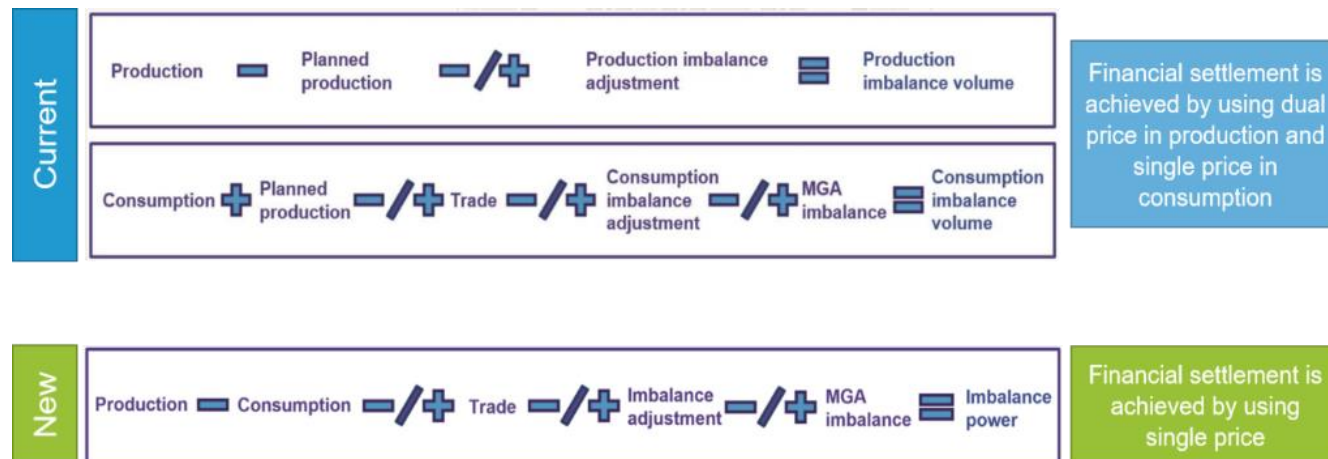 Current
Production - Planned production -/+ Production imbalance adjustment = Production imbalance volume
Consumption + Planned production -/+ Trade -/+ Consumption imbalance adjustment -/+ MGA imbalance = Consumption imbalance volume
Financial settlement is
achieved by using dual
price in production and
single price in
consumption
New
Production - Consumption -/+ Trade -/+ Imbalance adjustment -/+ MGA imbalance = Imbalance power
Financial settlement is
achieved by using
single price